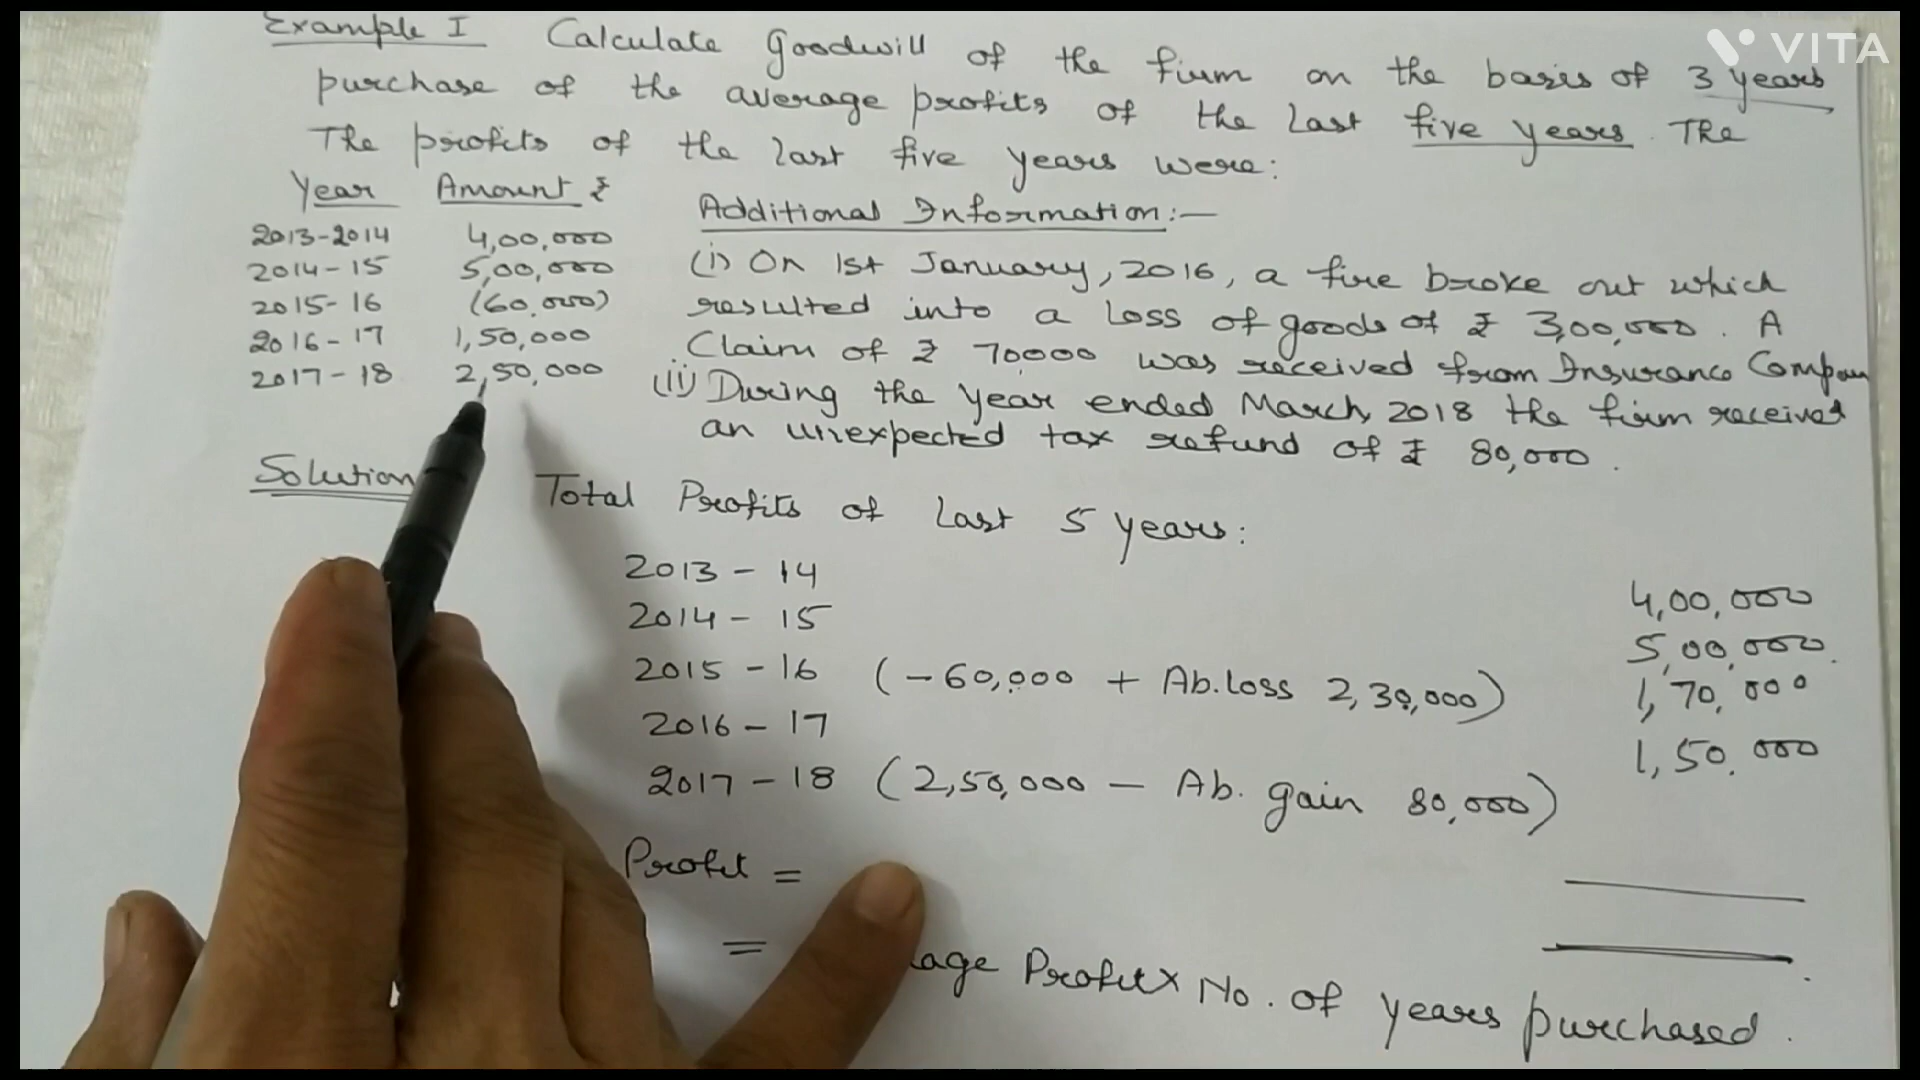 VITA
Example I Calculate Goodwill of the firm on the basis of 3 years
purchase of the average profits of the last five years. The
The profits of the last five years were:
Year Amount ₹
2013-2014 4,00,000
2014-15 5,00,000
2015-16 (60,000)
2016-17 1,50,000
2017-18 2,50,000
Additional Information:-
(i) On 1st January, 2016, a fire broke out which
resulted into a loss of goods of ₹ 3,00,000. A
Claim of ₹ 70000 was received from Insurance
(ii) During the year ended March, 2018 the firm received
an unexpected tax refund of ₹ 80,000.
Solution
Total Profits of Last 5 years:
2013-14 4,00,000
2014-15 5,00,000.
2015-16 (-60,000 + Ab.Loss 2,30,000) 1,70,000
2016-17 1,50,000
2017-18 (2,50,000 - Ab. gain 80,000)
Profit =
= Profit x No. of years purchased.